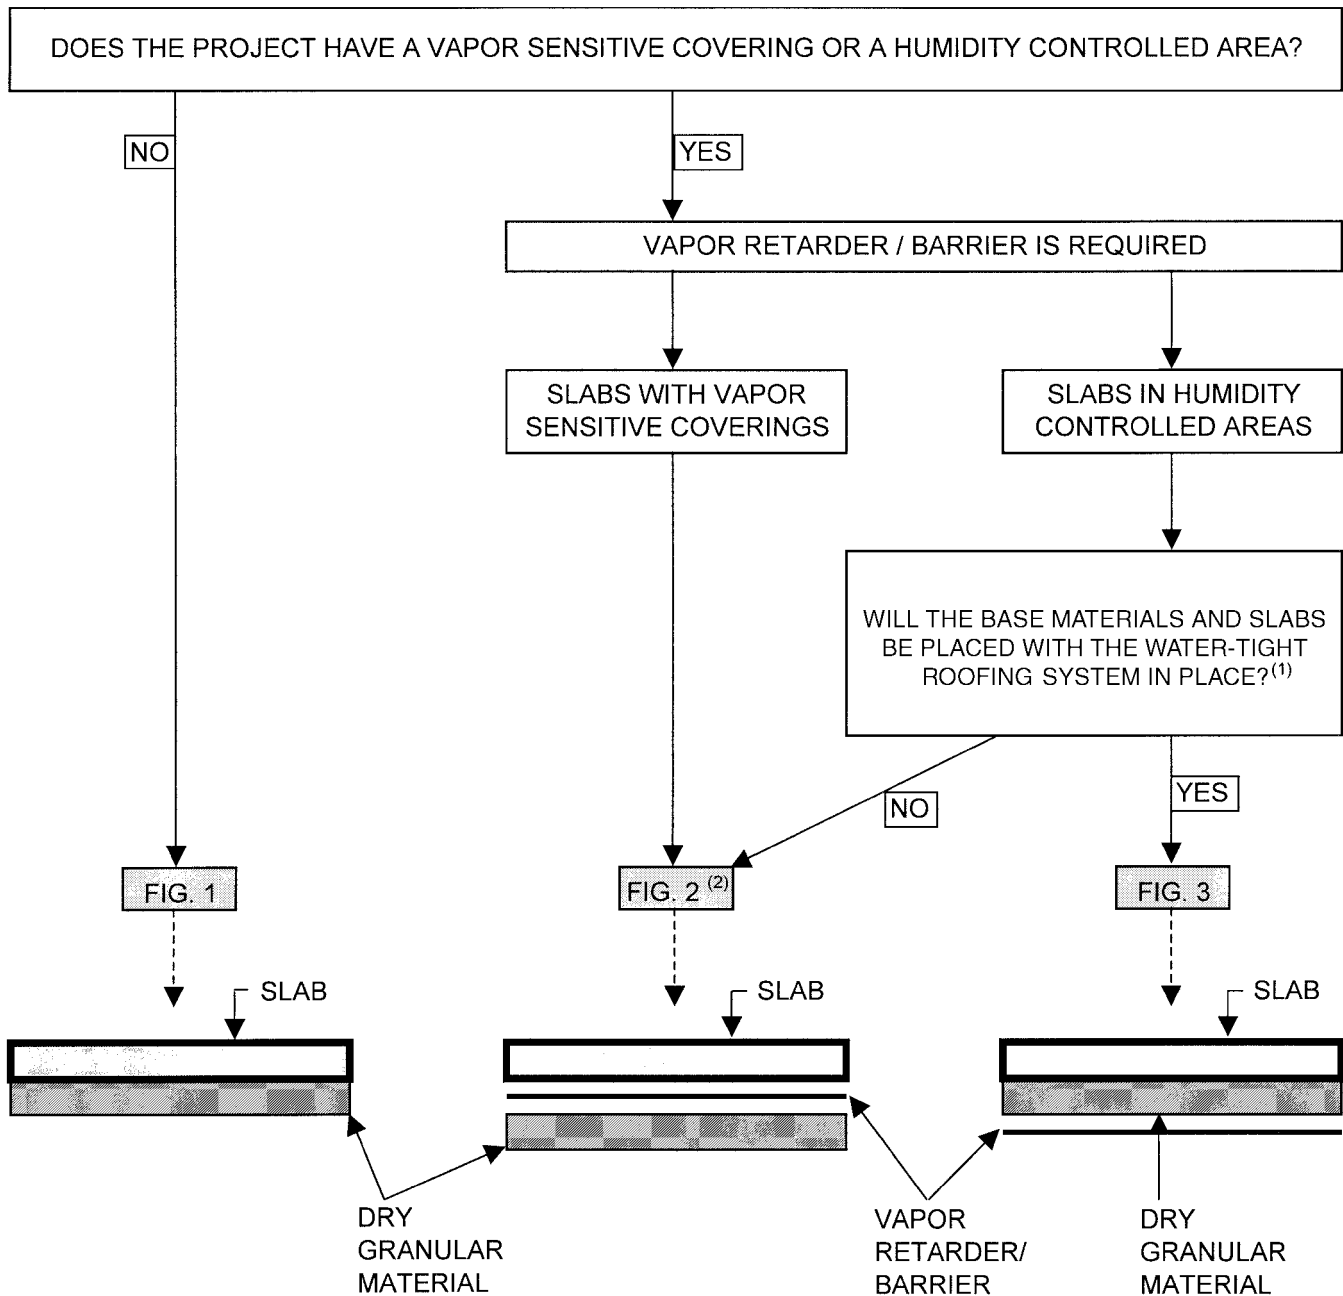 DOES THE PROJECT HAVE A VAPOR SENSITIVE COVERING OR A HUMIDITY CONTROLLED AREA?
NO
YES
VAPOR RETARDER / BARRIER IS REQUIRED
SLABS WITH VAPOR
SENSITIVE COVERINGS
SLABS IN HUMIDITY
CONTROLLED AREAS
WILL THE BASE MATERIALS AND SLABS
BE PLACED WITH THE WATER-TIGHT
ROOFING SYSTEM IN PLACE?(1)
NO
YES
FIG. 1
FIG. 2 (2)
FIG. 3
SLAB
SLAB
SLAB
DRY
GRANULAR
MATERIAL
VAPOR
RETARDER/
BARRIER
DRY
GRANULAR
MATERIAL